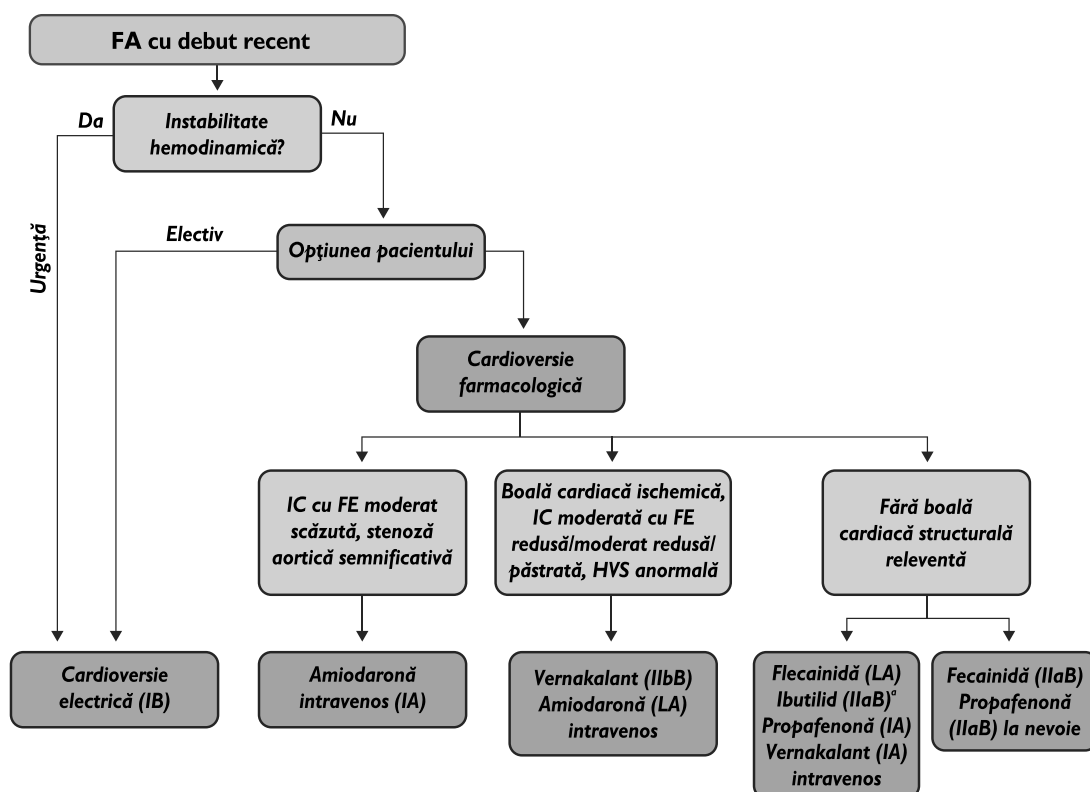 FA cu debut recent
Da
Instabilitate
hemodinamică?
Nu
Urgență
Electiv
Opțiunea pacientului
Cardioversie
farmacologică
IC cu FE moderat
scăzută, stenoză
aortică semnificativă
Boală cardiacă ischemică,
IC moderată cu FE
redusă/moderat redusă/
păstrată, HVS anormală
Fără boală
cardiacă structurală
releventă
Cardioversie
electrică (IB)
Amiodaronă
intravenos (IA)
Vernakalant (IIbB)
Amiodaronă (LA)
intravenos
Flecainidă (LA)
Ibutilid (IIaB)ª
Propafenonă (IA)
Vernakalant (IA)
intravenos
Fecainidă (IIaB)
Propafenonă
(IIaB) la nevoie